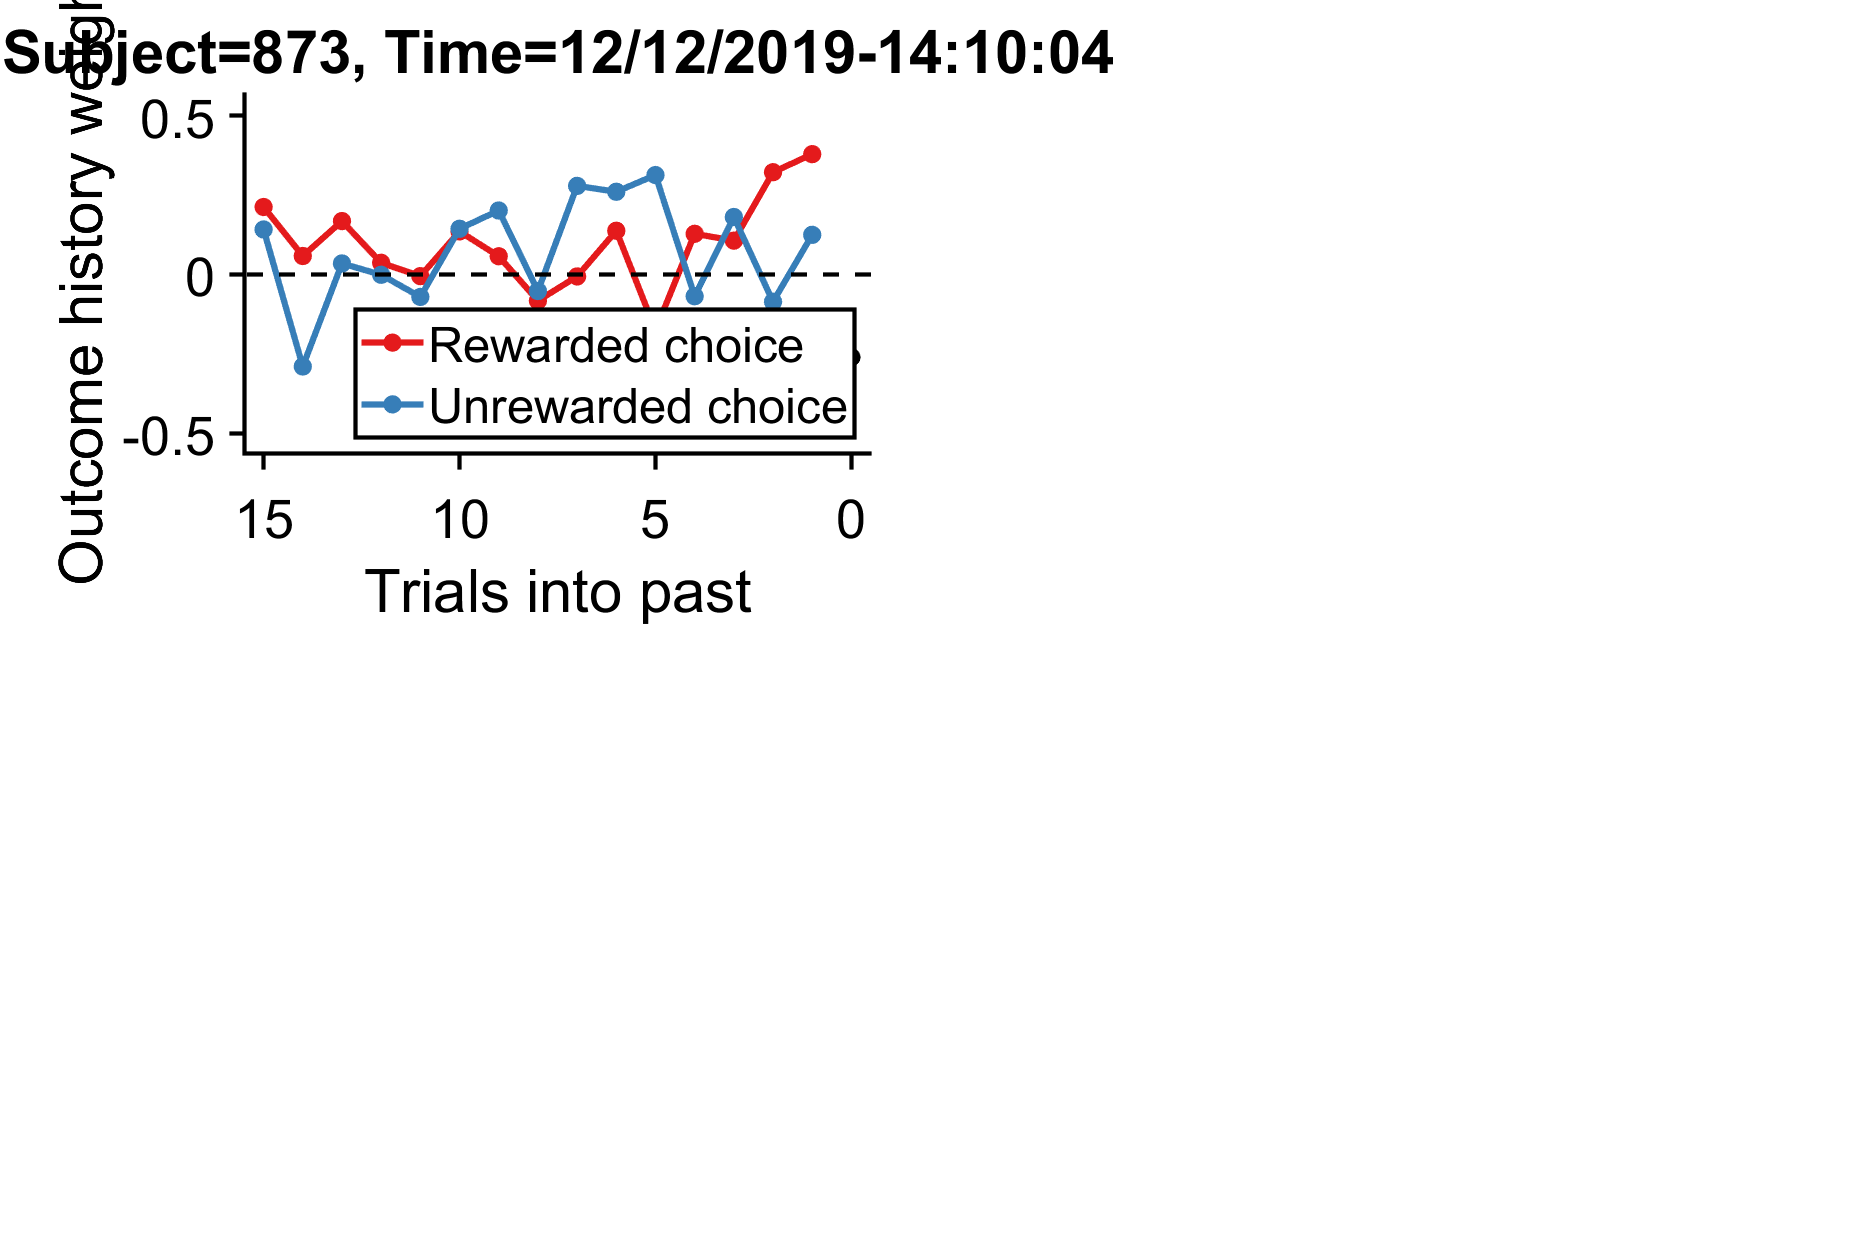 Subject=873, Time=12/12/2019-14:10:04
Outcome history
0.5
0
-0.5
Rewarded choice
Unrewarded choice
15 10 5 0
Trials into past